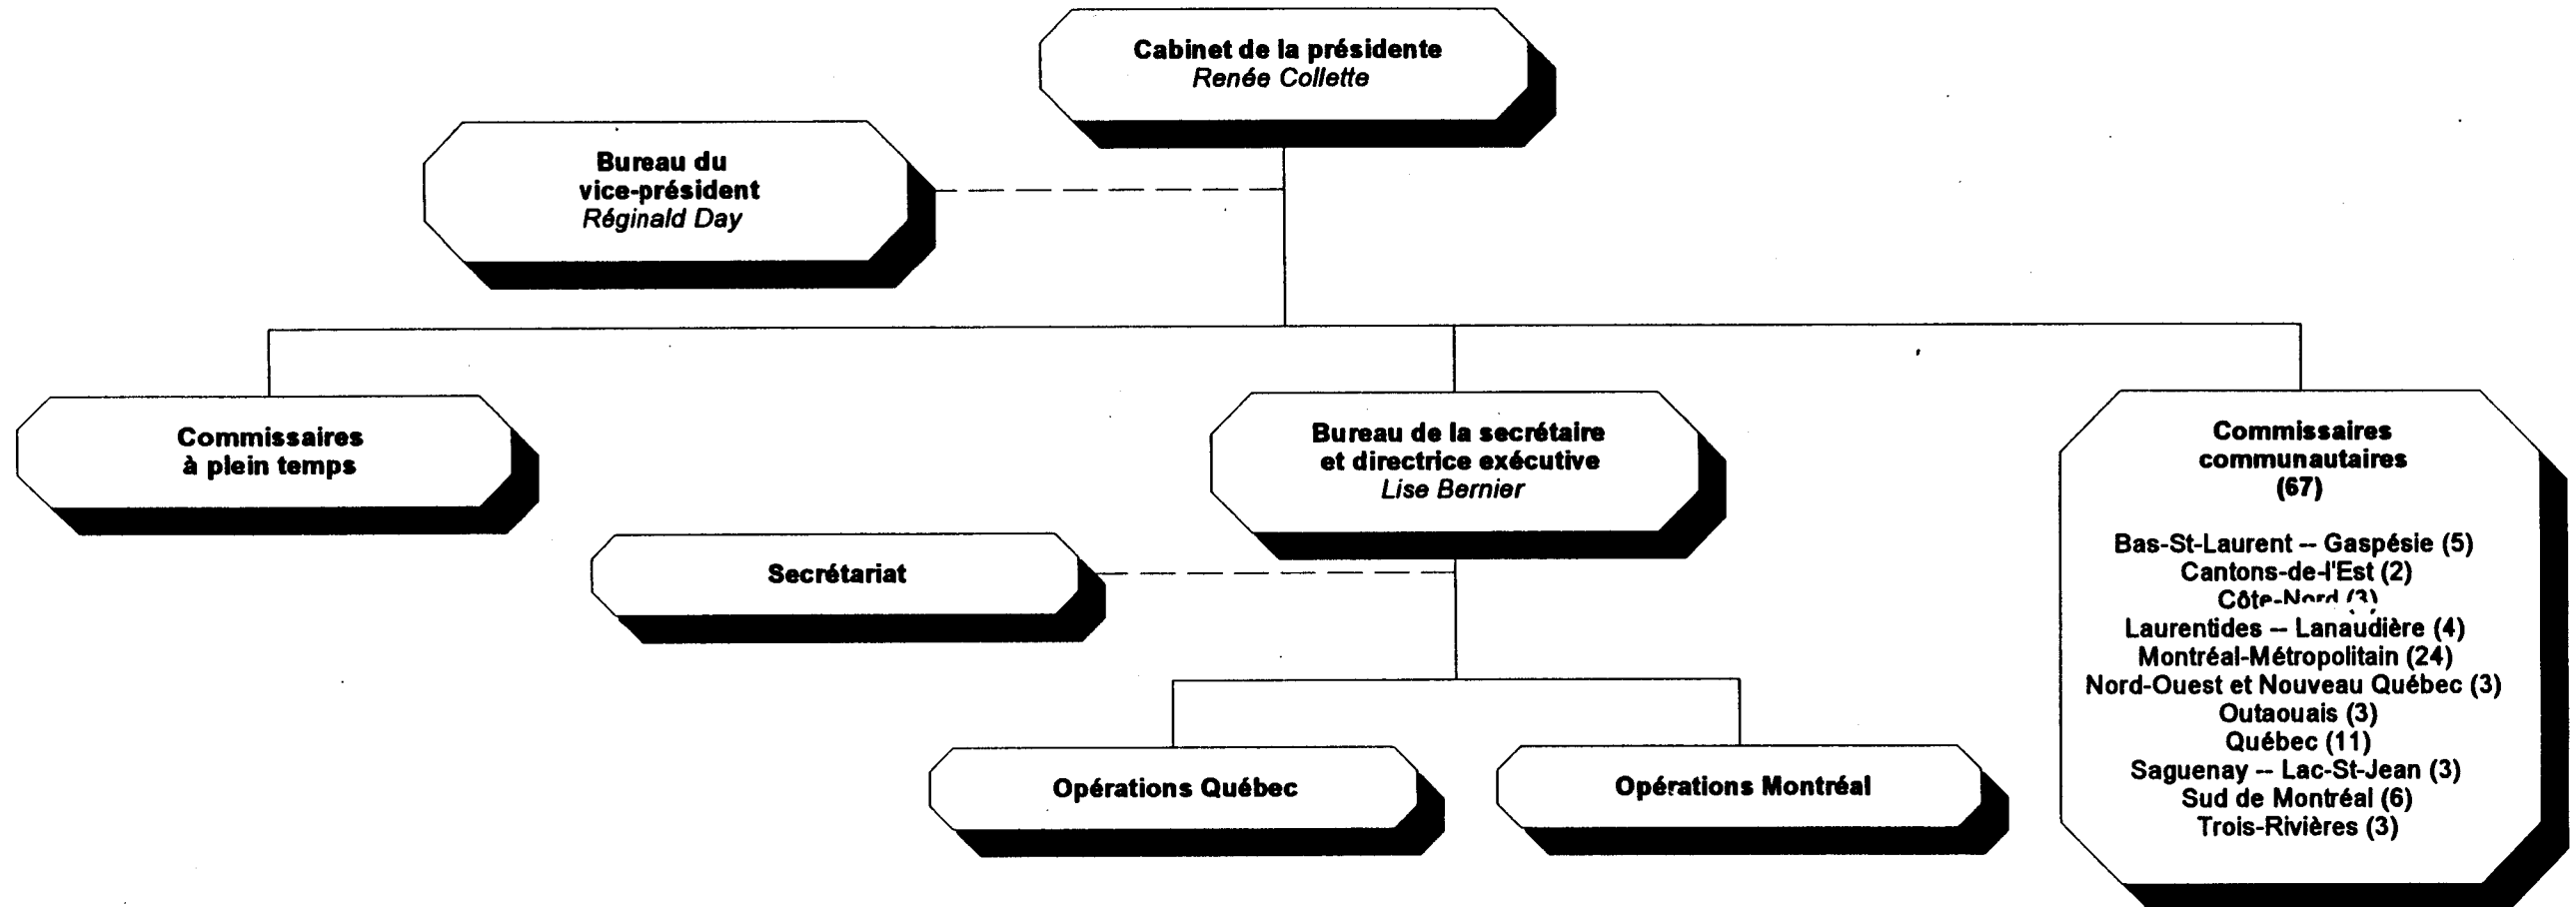 Cabinet de la présidente
Renée Collette
Bureau du
vice-président
Réginald Day
Commissaires
à plein temps
Bureau de la secrétaire
et directrice exécutive
Lise Bernier
Secrétariat
Opérations Québec
Opérations Montréal
Commissaires
communautaires
(67)
Bas-St-Laurent -- Gaspésie (5)
Cantons-de-l'Est (2)
Côte-Nord (3)
Laurentides -- Lanaudière (4)
Montréal-Métropolitain (24)
Nord-Ouest et Nouveau Québec (3)
Outaouais (3)
Québec (11)
Saguenay -- Lac-St-Jean (3)
Sud de Montréal (6)
Trois-Rivières (3)